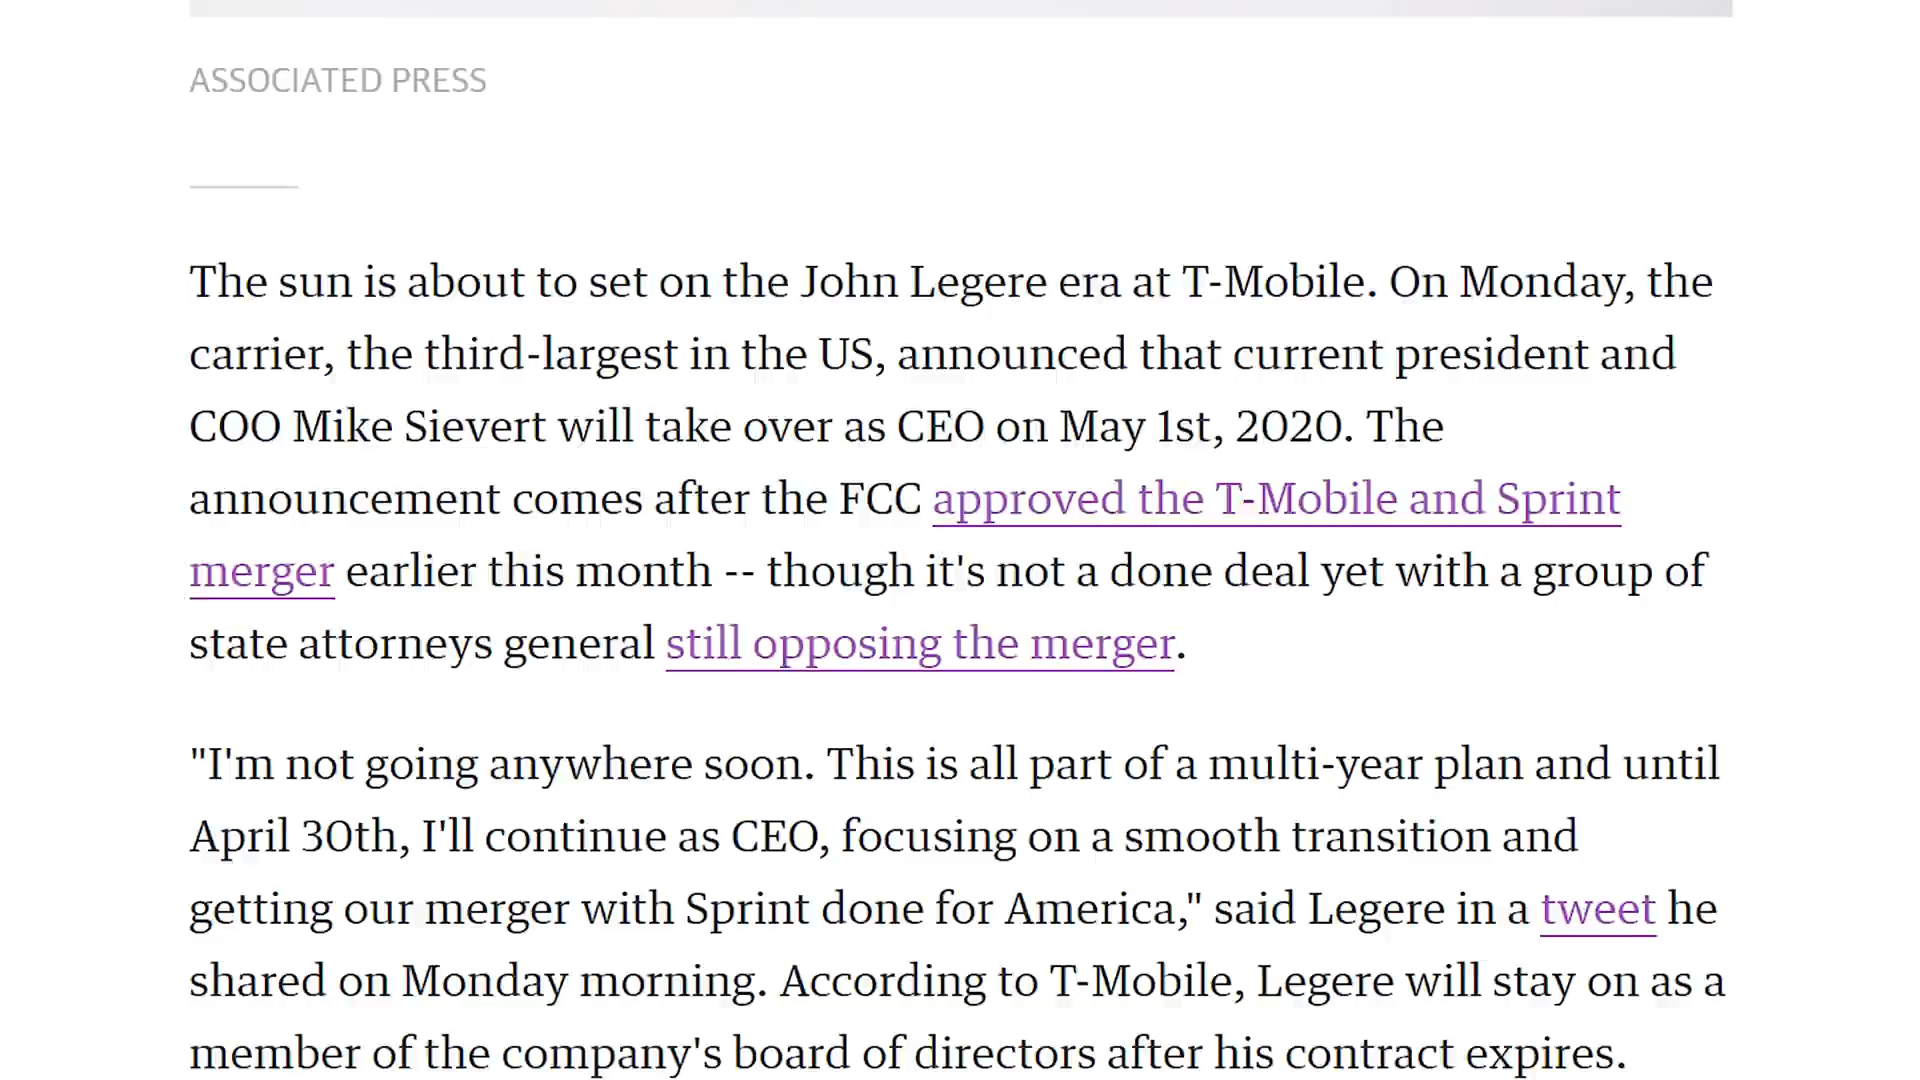 ASSOCIATED PRESS
The sun is about to set on the John Legere era at T-Mobile. On Monday, the
carrier, the third-largest in the US, announced that current president and
COO Mike Sievert will take over as CEO on May 1st, 2020. The
announcement comes after the FCC approved the T-Mobile and Sprint
merger earlier this month -- though it's not a done deal yet with a group of
state attorneys general still opposing the merger.
"I'm not going anywhere soon. This is all part of a multi-year plan and until
April 30th, I'll continue as CEO, focusing on a smooth transition and
getting our merger with Sprint done for America," said Legere in a tweet he
shared on Monday morning. According to T-Mobile, Legere will stay on as a
member of the company's board of directors after his contract expires.